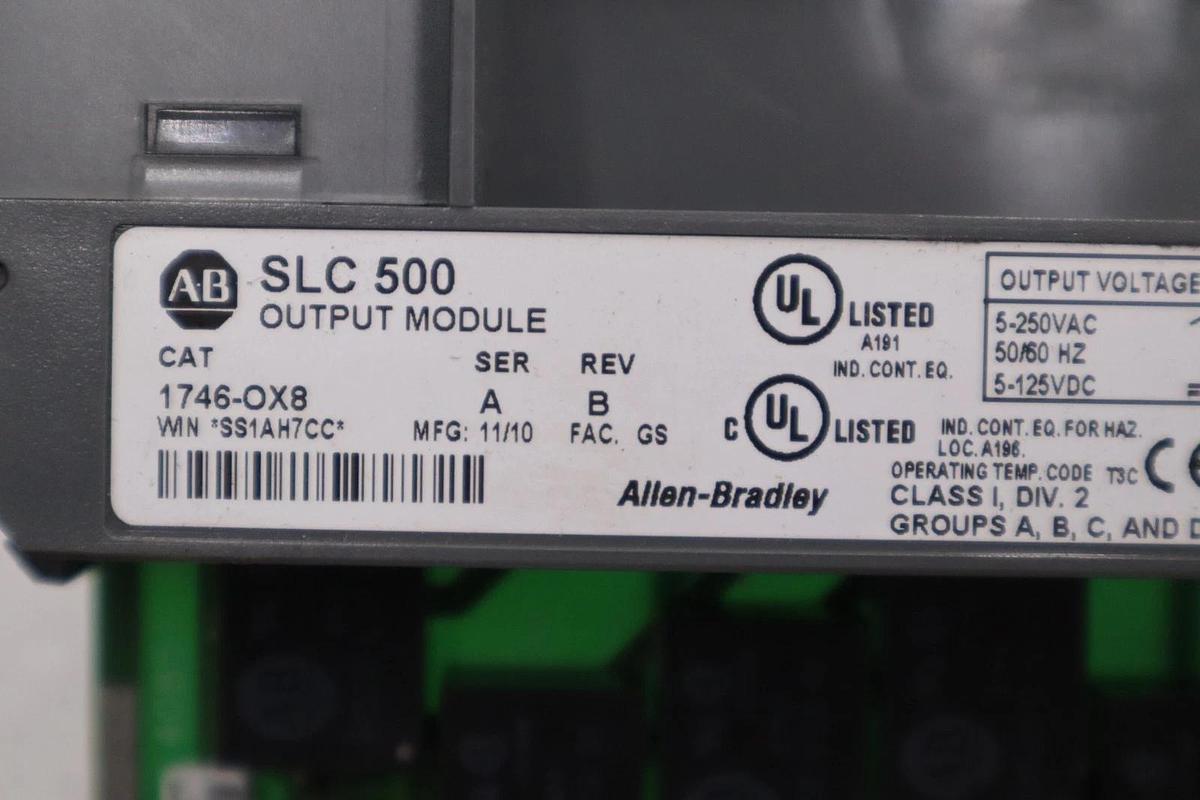 A·B
SLC 500
OUTPUT MODULE
CAT SER REV
1746-OX8 A B
WIN *SS1AH7CC* MFG: 11/10 FAC. GS
Allen-Bradley
UL LISTED
A191
IND. CONT. EQ.
C UL LISTED
IND. CONT. EQ. FOR HAZ.
LOC. A196.
OPERATING TEMP. CODE T3C
CLASS I, DIV. 2
GROUPS A, B, C, AND D
OUTPUT VOLTAGE
5-250VAC
50/60 HZ
5-125VDC
CE